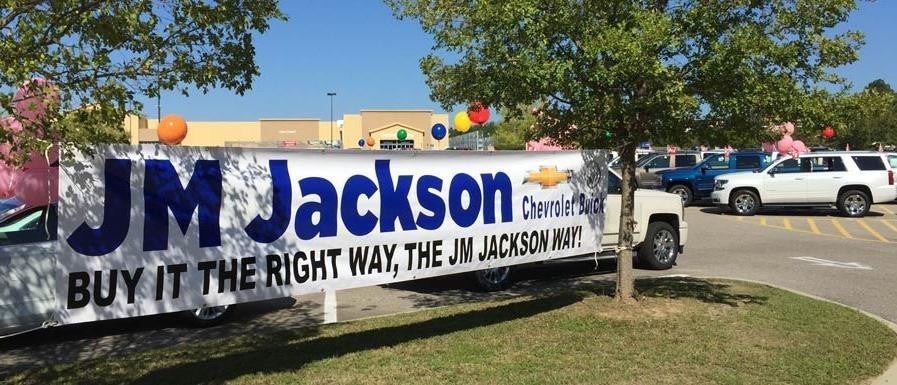 JM Jackson
Chevrolet Buick
BUY IT THE RIGHT WAY, THE JM JACKSON WAY!